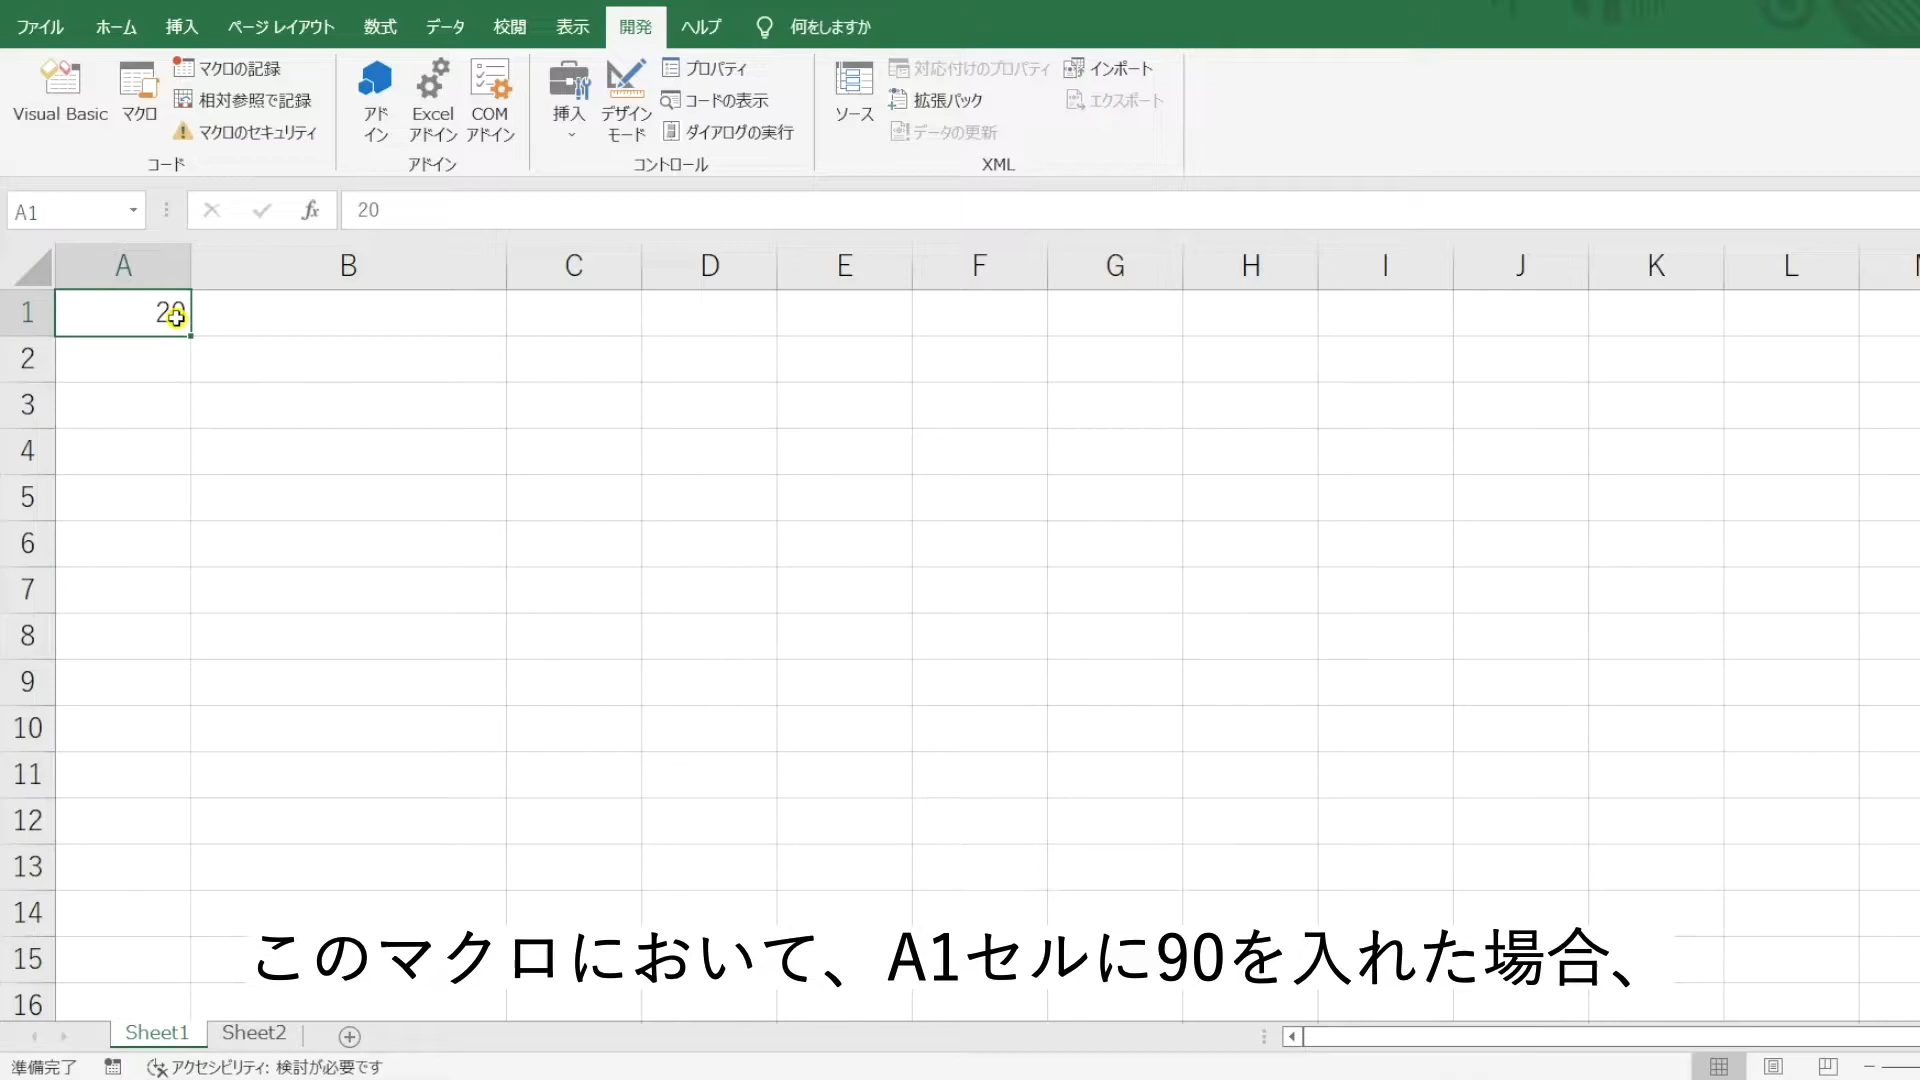 ファイル ホーム 挿入 ページ レイアウト 数式 データ 校閲 表示 開発 ヘルプ 何をしますか
Visual Basic
マクロ
マクロの記録
相対参照で記録
マクロのセキュリティ
コード
アド
イン
Excel
アドイン
COM
アドイン
アドイン
挿入
デザイン
モード
プロパティ
コードの表示
ダイアログの実行
コントロール
ソース
対応付けのプロパティ
拡張パック
データの更新
インポート
エクスポート
XML
A1 fx 20
A B C D E F G H I J K L
1 20
2
3
4
5
6
7
8
9
10
11
12
13
14
15
16
このマクロにおいて、A1セルに90を入れた場合、
Sheet1 Sheet2
準備完了 アクセシビリティ: 検討が必要です